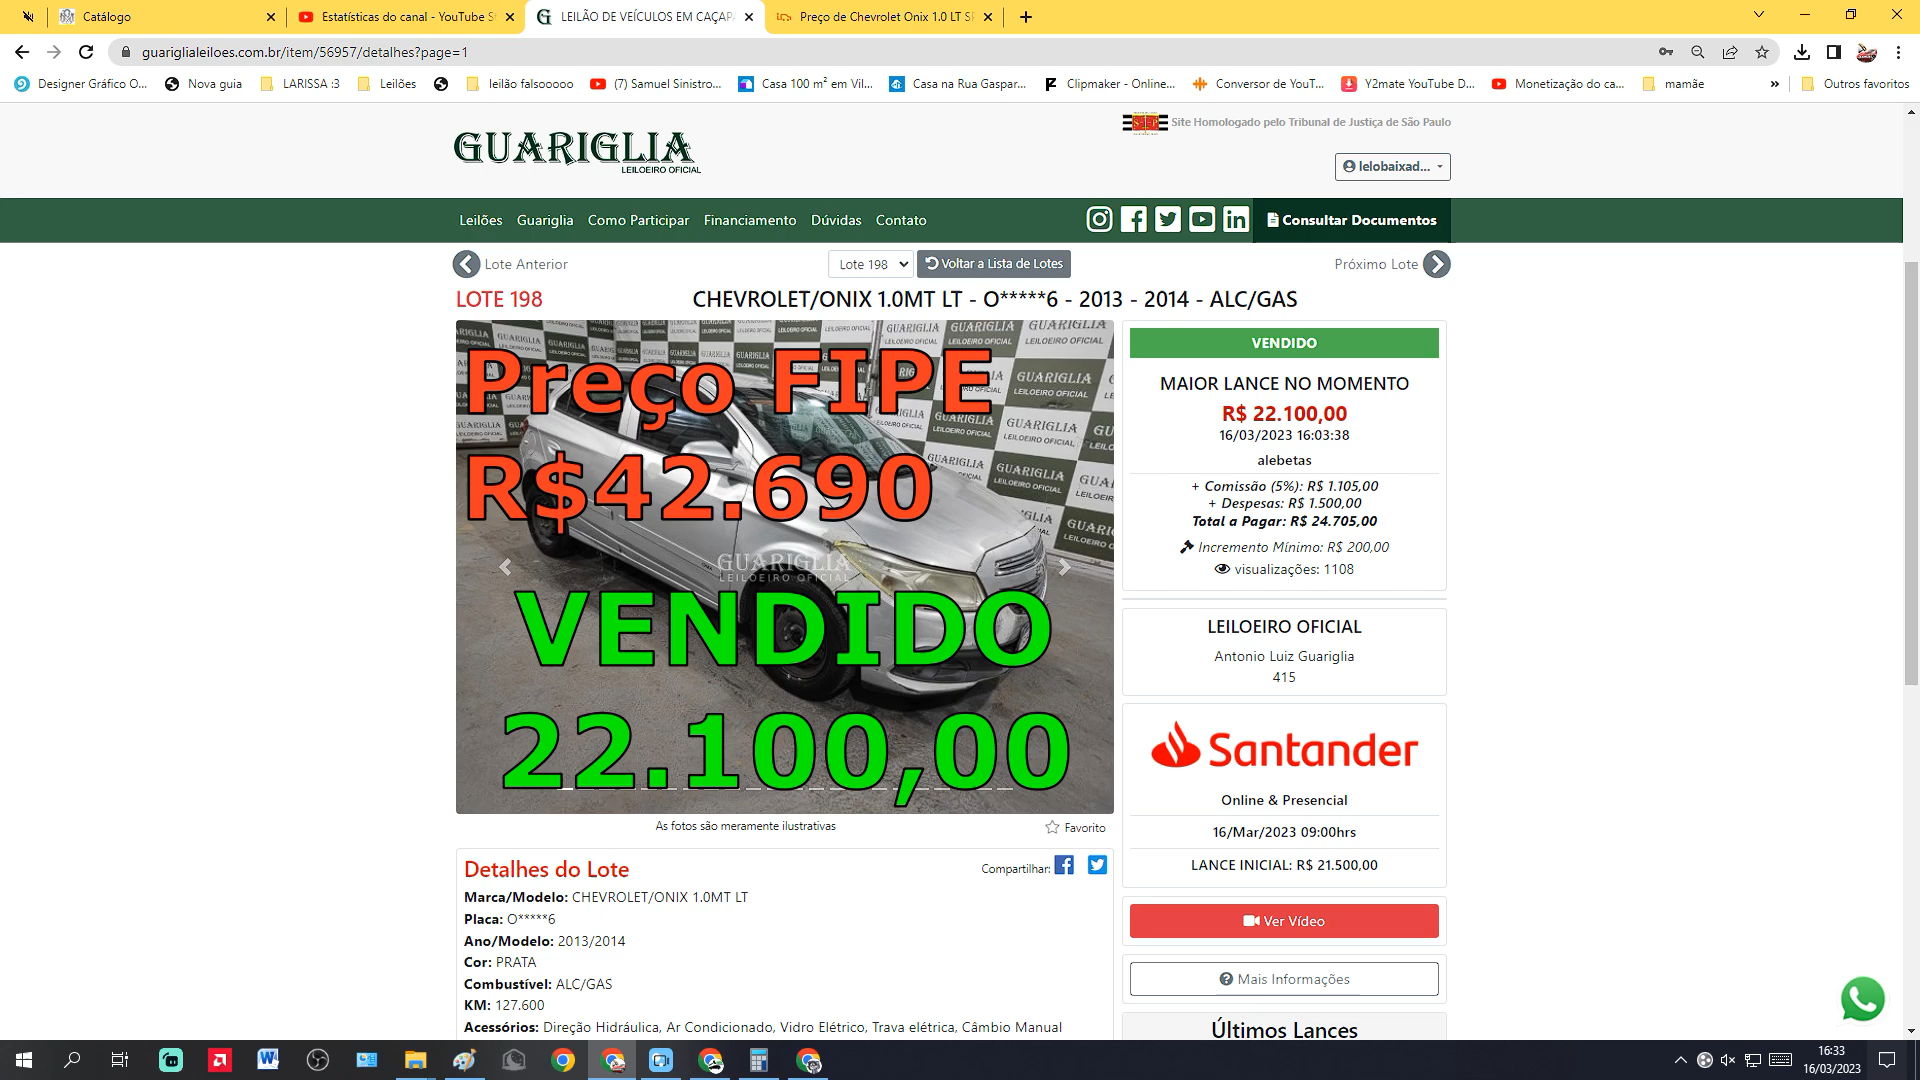 Catálogo
Estatísticas do canal - YouTube S
LEILÃO DE VEÍCULOS EM CAÇAPA
Preço de Chevrolet Onix 1.0 LT SP
guariglialeiloes.com.br/item/56957/detalhes?page=1
Designer Gráfico O...
Nova guia
LARISSA :3
Leilões
leilão falsooooo
(7) Samuel Sinistro...
Casa 100 m² em Vil...
Casa na Rua Gaspar...
Clipmaker - Online...
Conversor de YouT...
Y2mate YouTube D...
Monetização do ca...
mamãe
»
Outros favoritos
GUARIGLIA
LEILOEIRO OFICIAL
Site Homologado pelo Tribunal de Justiça de São Paulo
lelobaixad...
Leilões
Guariglia
Como Participar
Financiamento
Dúvidas
Contato
Consultar Documentos
Lote Anterior
Lote 198
Voltar a Lista de Lotes
Próximo Lote
LOTE 198
CHEVROLET/ONIX 1.0MT LT - O*****6 - 2013 - 2014 - ALC/GAS
Preço FIPE
R$42.690
GUARIGLIA
LEILOEIRO OFICIAL
VENDIDO
22.100,00
As fotos são meramente ilustrativas
Favorito
VENDIDO
MAIOR LANCE NO MOMENTO
R$ 22.100,00
16/03/2023 16:03:38
alebetas
+ Comissão (5%): R$ 1.105,00
+ Despesas: R$ 1.500,00
Total a Pagar: R$ 24.705,00
Incremento Mínimo: R$ 200,00
visualizações: 1108
LEILOEIRO OFICIAL
Antonio Luiz Guariglia
415
Santander
Online & Presencial
16/Mar/2023 09:00hrs
LANCE INICIAL: R$ 21.500,00
Ver Vídeo
Mais Informações
Últimos Lances
Detalhes do Lote
Compartilhar:
Marca/Modelo: CHEVROLET/ONIX 1.0MT LT
Placa: O*****6
Ano/Modelo: 2013/2014
Cor: PRATA
Combustível: ALC/GAS
KM: 127.600
Acessórios: Direção Hidráulica, Ar Condicionado, Vidro Elétrico, Trava elétrica, Câmbio Manual
16:33
16/03/2023